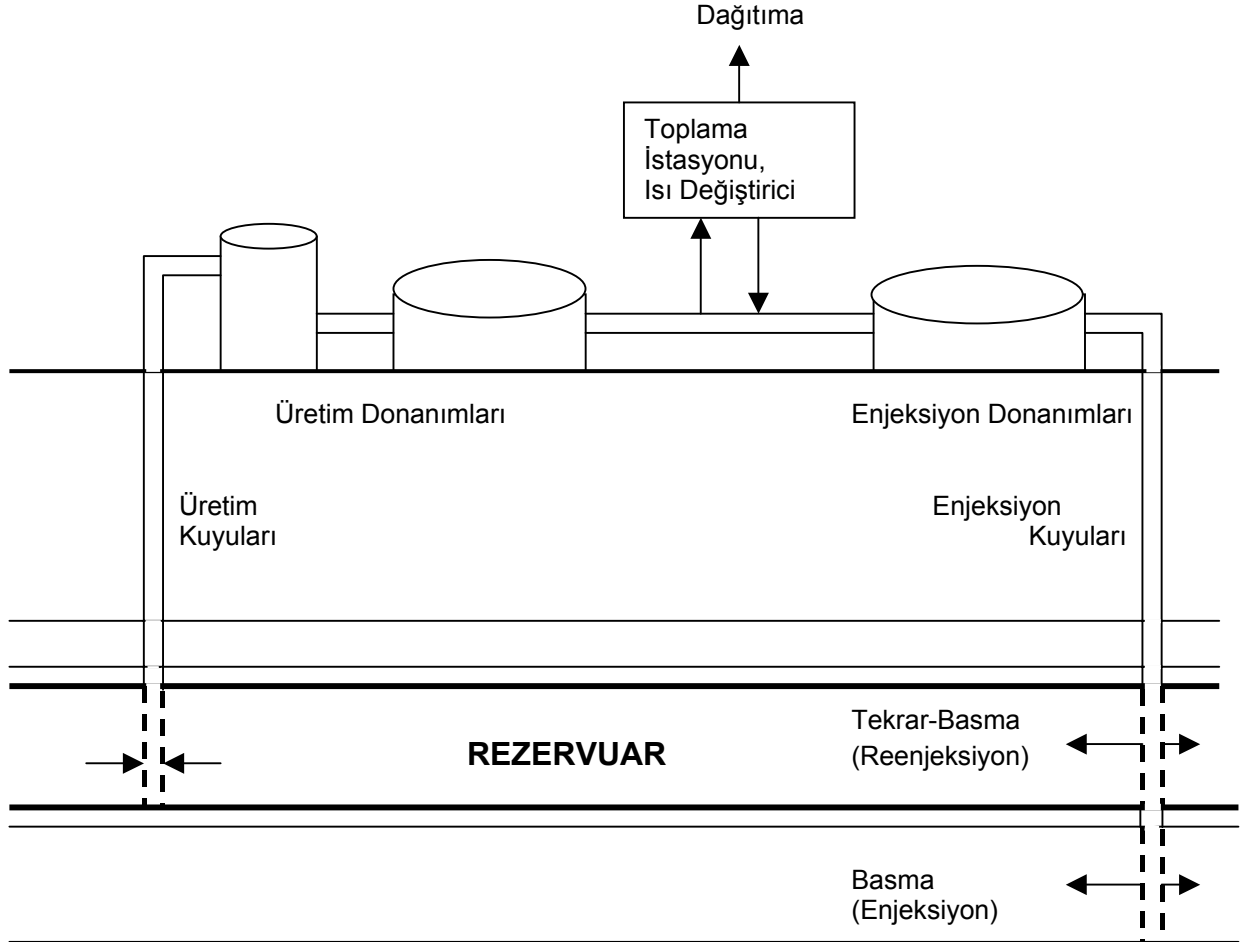 Dağıtıma
Toplama
İstasyonu,
Isı Değiştirici
Üretim Donanımları
Enjeksiyon Donanımları
Üretim
Kuyuları
Enjeksiyon
Kuyuları
REZERVUAR
Tekrar-Basma
(Reenjeksiyon)
Basma
(Enjeksiyon)